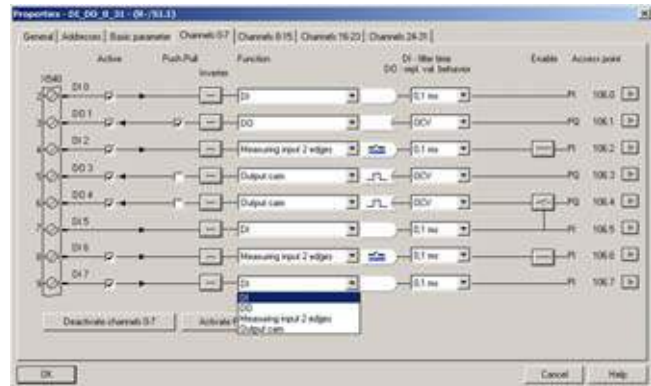 Properties - DI_DO_0_31 - (R-/S1.1)
General Addresses Basic parameter Channels 0-7 Channels 8-15 Channels 16-23 Channels 24-31
Active Push-Pull Function DI - filter time Enable Access point
Inverter DO - repl. val. behavior
X540
DI 0 DI 0,1 ms PI 106.0
DO 1 DO OCV PQ 106.1
DI 2 Measuring input 2 edges 0,1 ms PI 106.2
DO 3 Output cam OCV PQ 106.3
DO 4 Output cam OCV PQ 106.4
DI 5 DI 0,1 ms PI 106.5
DI 6 Measuring input 2 edges 0,1 ms PI 106.6
DI 7 DI 0,1 ms PI 106.7
DI
DO
Deactivate channels 0-7 Activate Measuring input 2 edges
Output cam
OK Cancel Help